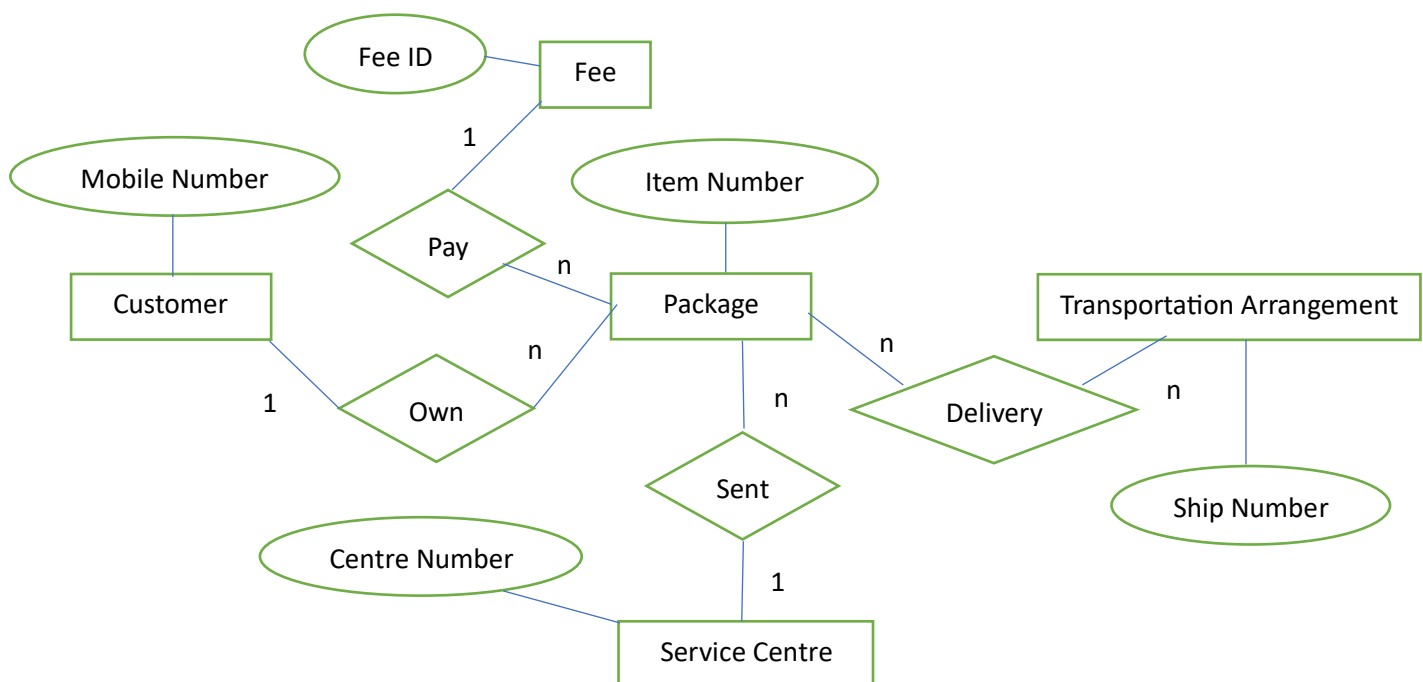 Fee ID
Fee
1
Mobile Number
Item Number
Pay
n
Customer
Package
Transportation Arrangement
n
n
1
Own
n
Delivery
n
Sent
Ship Number
Centre Number
1
Service Centre